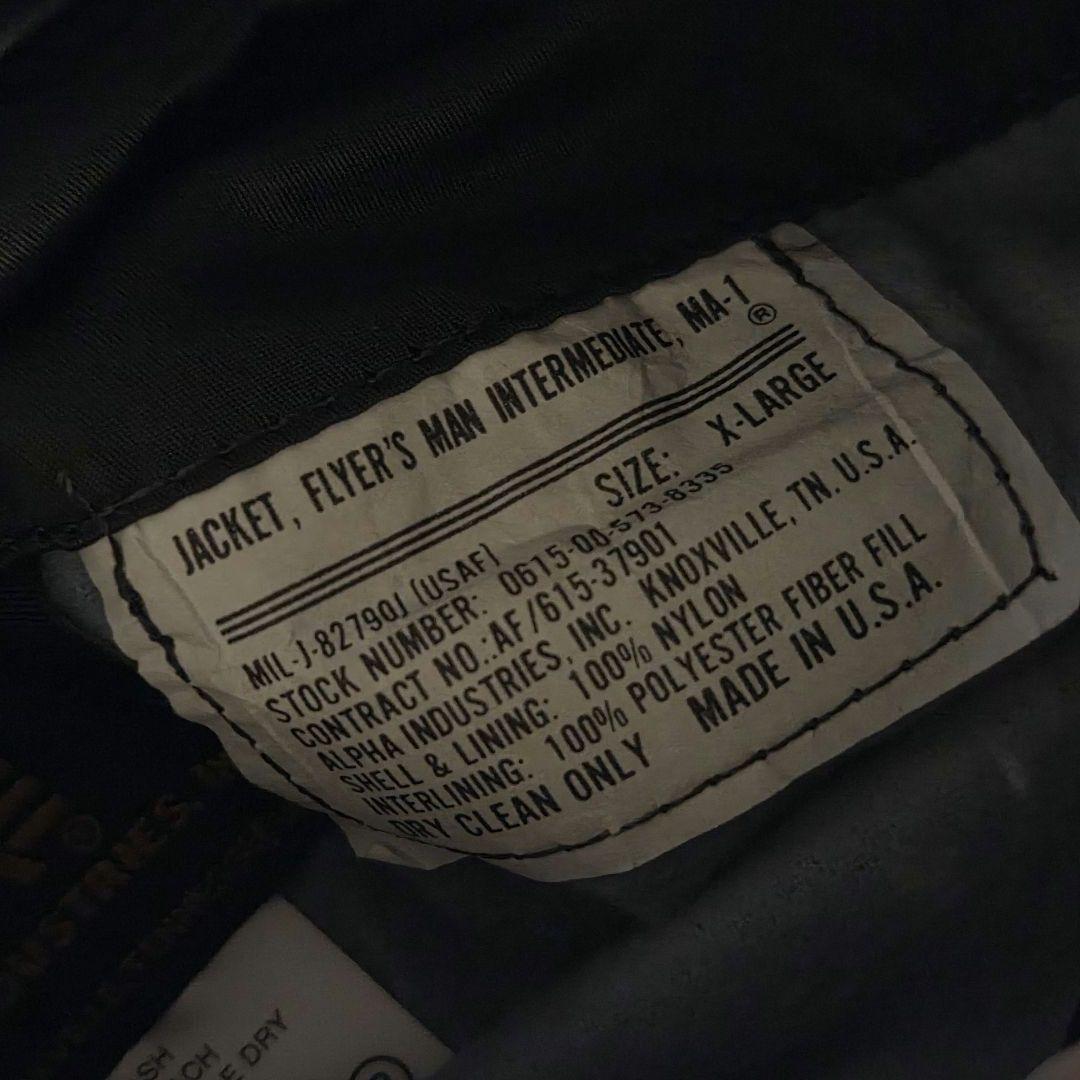 JACKET, FLYER'S MAN INTERMEDIATE, MA-1 ®
SIZE: X-LARGE
MIL-J-8279QJ (USAF)
STOCK NUMBER: 0615-00-573-8335
CONTRACT NO.:AF/615-37901
ALPHA INDUSTRIES, INC. KNOXVILLE, TN. U.S.A.
SHELL & LINING: 100% NYLON
INTERLINING: 100% POLYESTER FIBER FILL
DRY CLEAN ONLY MADE IN U.S.A.
®
E DRY